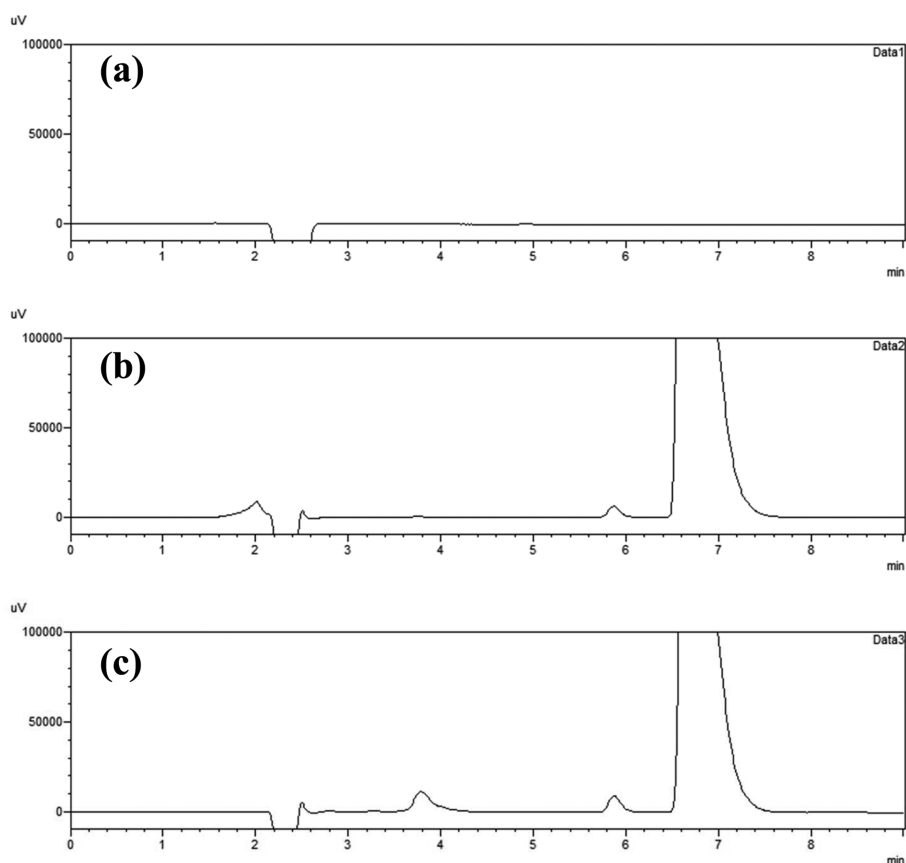 uV
100000
(a)
Data1
50000
0
0 1 2 3 4 5 6 7 8
min
uV
100000
(b)
Data2
50000
0
0 1 2 3 4 5 6 7 8
min
uV
100000
(c)
Data3
50000
0
0 1 2 3 4 5 6 7 8
min